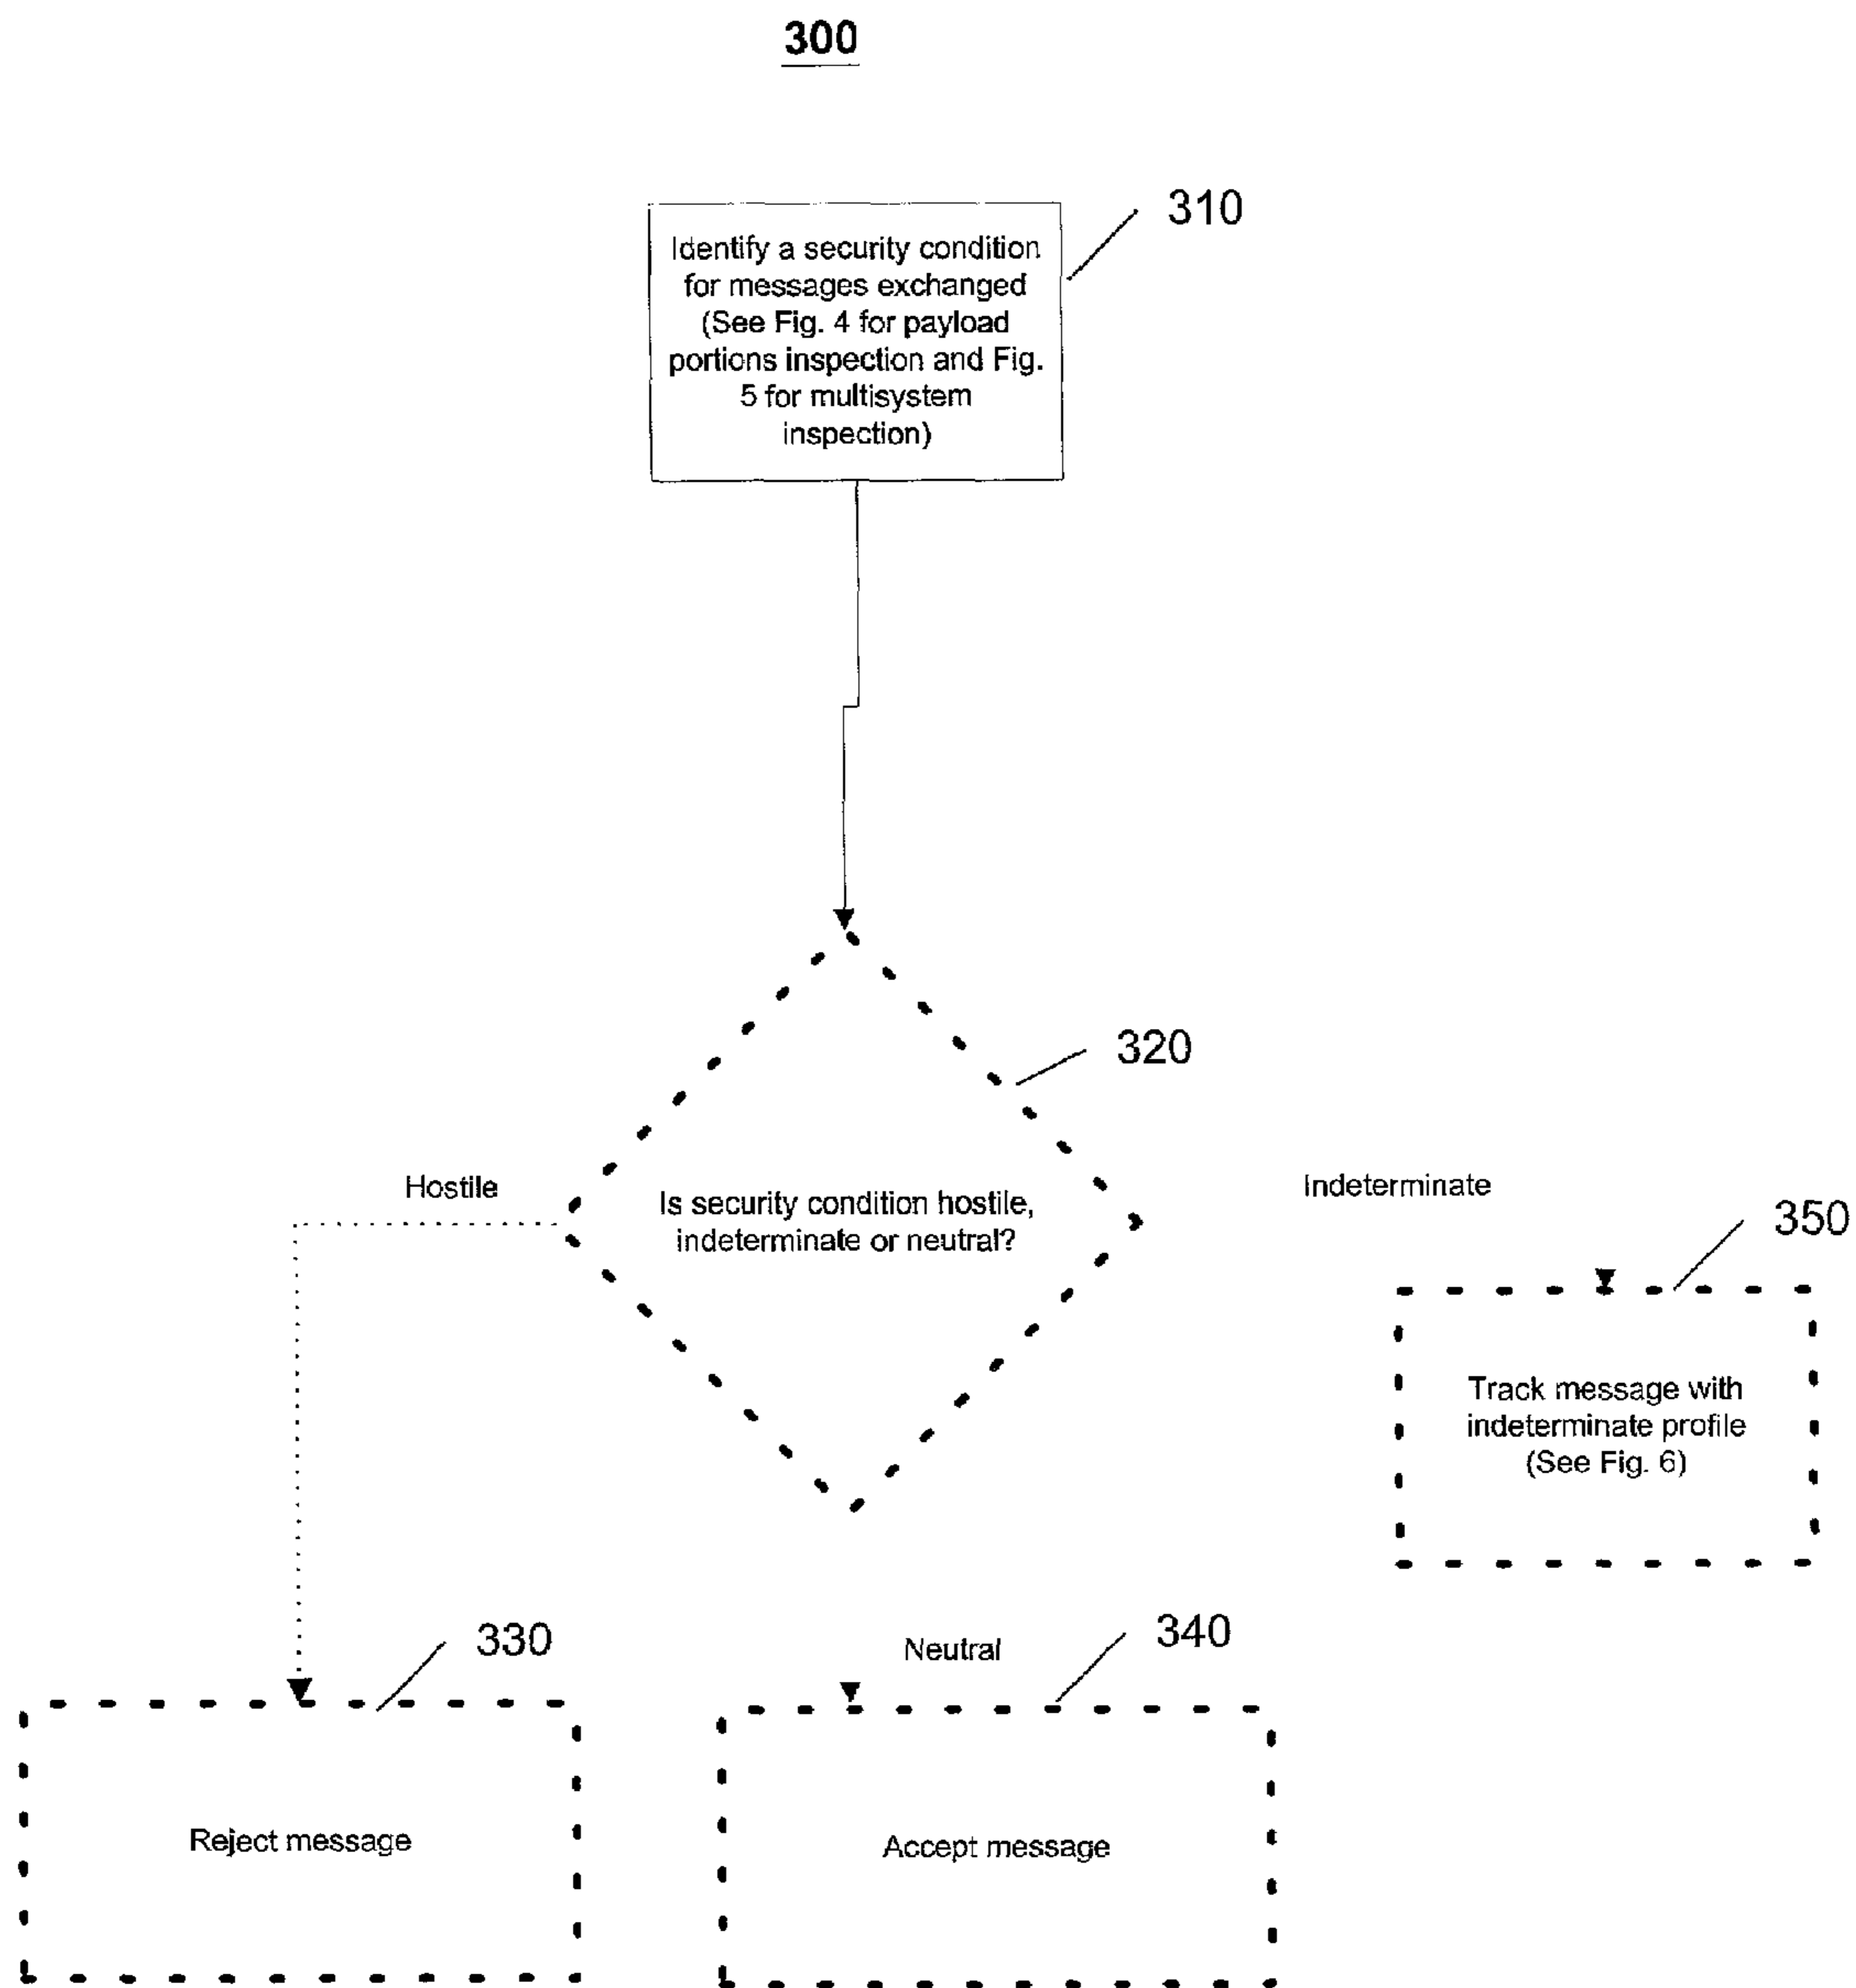 300
310
Identify a security condition
for messages exchanged
(See Fig. 4 for payload
portions inspection and Fig.
5 for multisystem
inspection)
320
Hostile
Is security condition hostile,
indeterminate or neutral?
Indeterminate
350
Track message with
indeterminate profile
(See Fig. 6)
330
Neutral
340
Reject message
Accept message